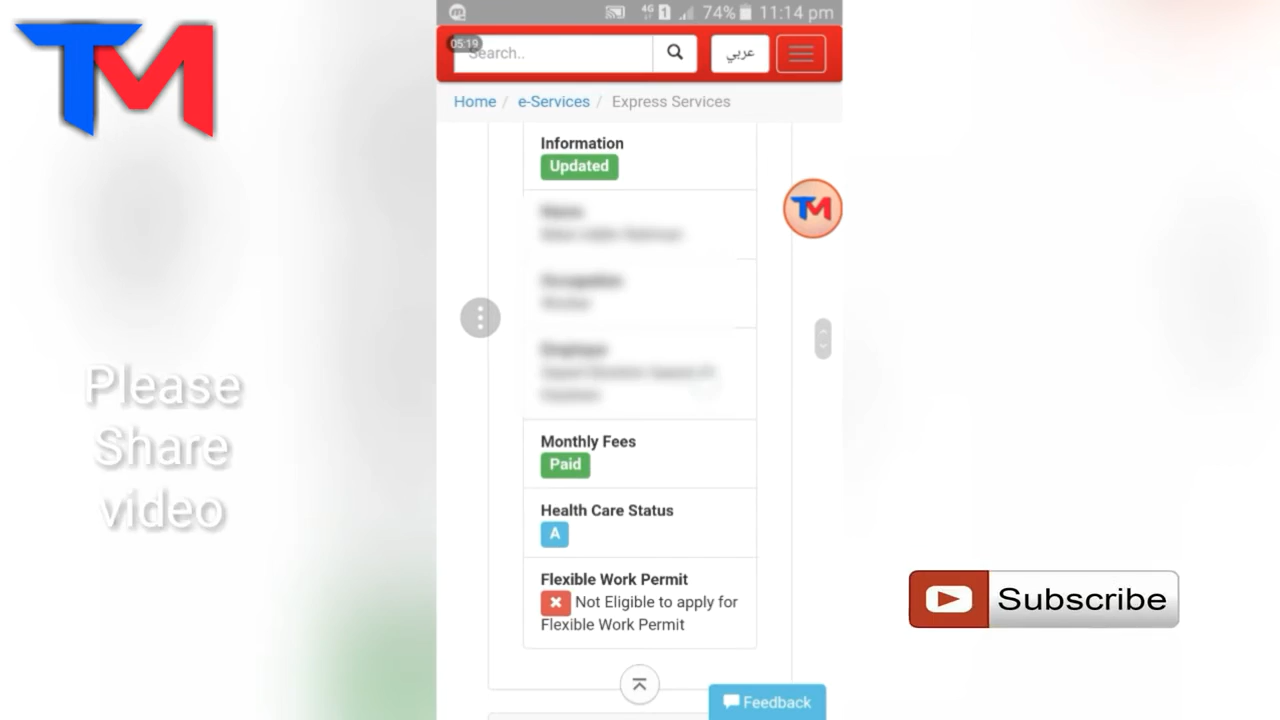 TM
74% 11:14 pm
4G 1
05:19
Search..
عربي
Home / e-Services / Express Services
Information
Updated
TM
Monthly Fees
Paid
Health Care Status
A
Flexible Work Permit
Not Eligible to apply for
Flexible Work Permit
Feedback
Please
Share
video
Subscribe